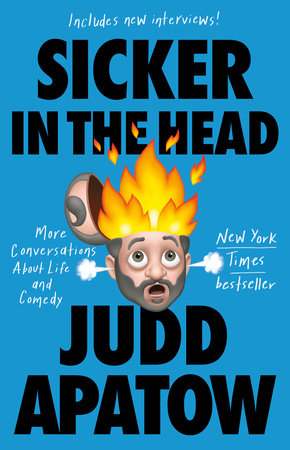 Includes new interviews!
SICKER
IN THE HEAD
More
Conversations
About Life
and
Comedy
New York
Times
bestseller
JUDD
APATOW